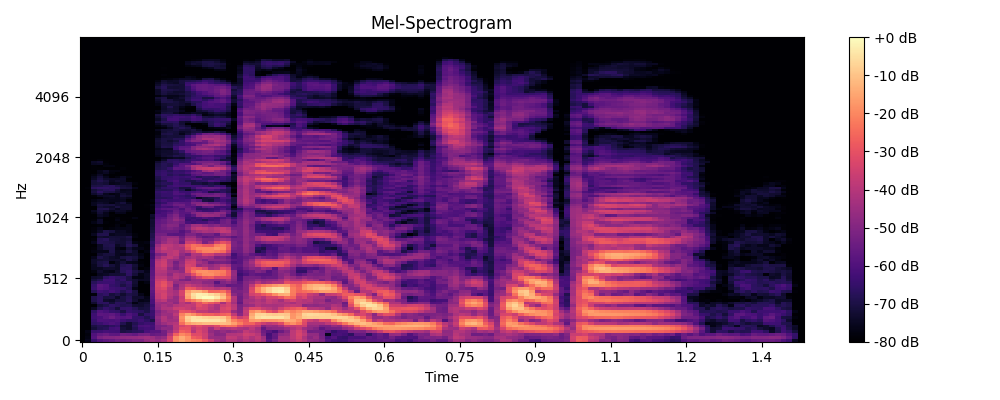 Mel-Spectrogram
Hz
4096
2048
1024
512
0
0 0.15 0.3 0.45 0.6 0.75 0.9 1.1 1.2 1.4
Time
+0 dB
-10 dB
-20 dB
-30 dB
-40 dB
-50 dB
-60 dB
-70 dB
-80 dB